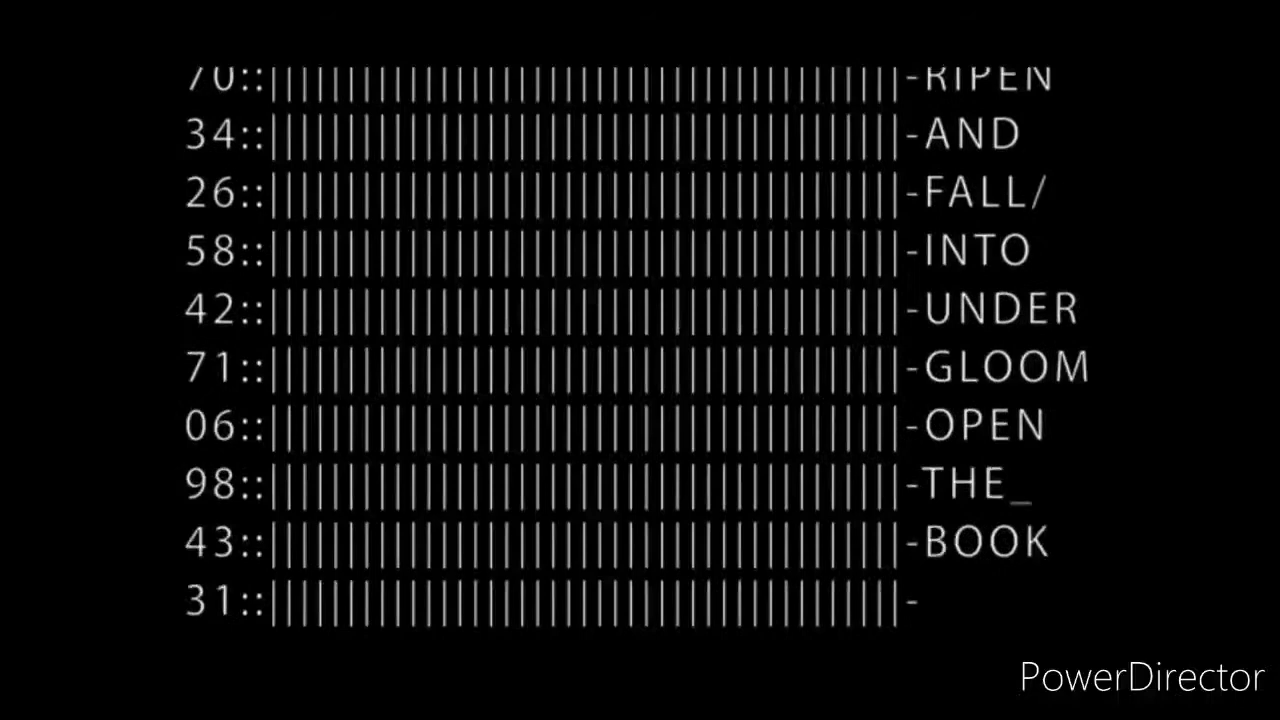 70::|||||||||||||||||||||||||||||||||||||||||-RIPEN
34::|||||||||||||||||||||||||||||||||||||||||-AND
26::|||||||||||||||||||||||||||||||||||||||||-FALL/
58::|||||||||||||||||||||||||||||||||||||||||-INTO
42::|||||||||||||||||||||||||||||||||||||||||-UNDER
71::|||||||||||||||||||||||||||||||||||||||||-GLOOM
06::|||||||||||||||||||||||||||||||||||||||||-OPEN
98::|||||||||||||||||||||||||||||||||||||||||-THE_
43::|||||||||||||||||||||||||||||||||||||||||-BOOK
31::|||||||||||||||||||||||||||||||||||||||||-
PowerDirector